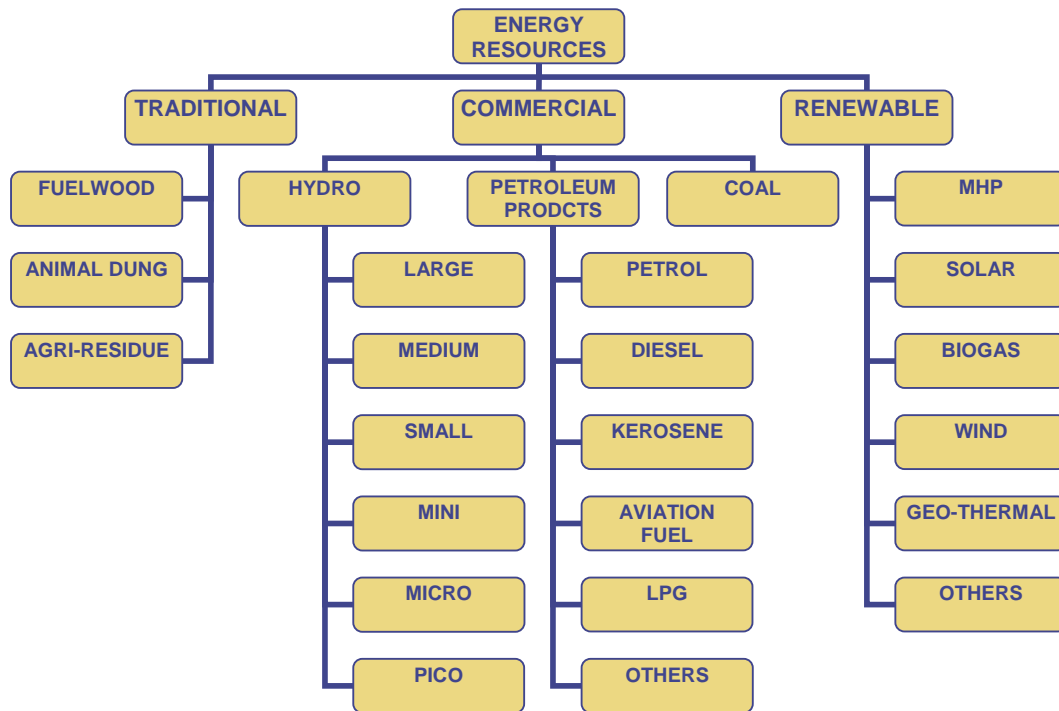 ENERGY
RESOURCES
TRADITIONAL
COMMERCIAL
RENEWABLE
FUELWOOD
HYDRO
PETROLEUM
PRODCTS
COAL
MHP
ANIMAL DUNG
LARGE
PETROL
SOLAR
AGRI-RESIDUE
MEDIUM
DIESEL
BIOGAS
SMALL
KEROSENE
WIND
MINI
AVIATION
FUEL
GEO-THERMAL
MICRO
LPG
OTHERS
PICO
OTHERS